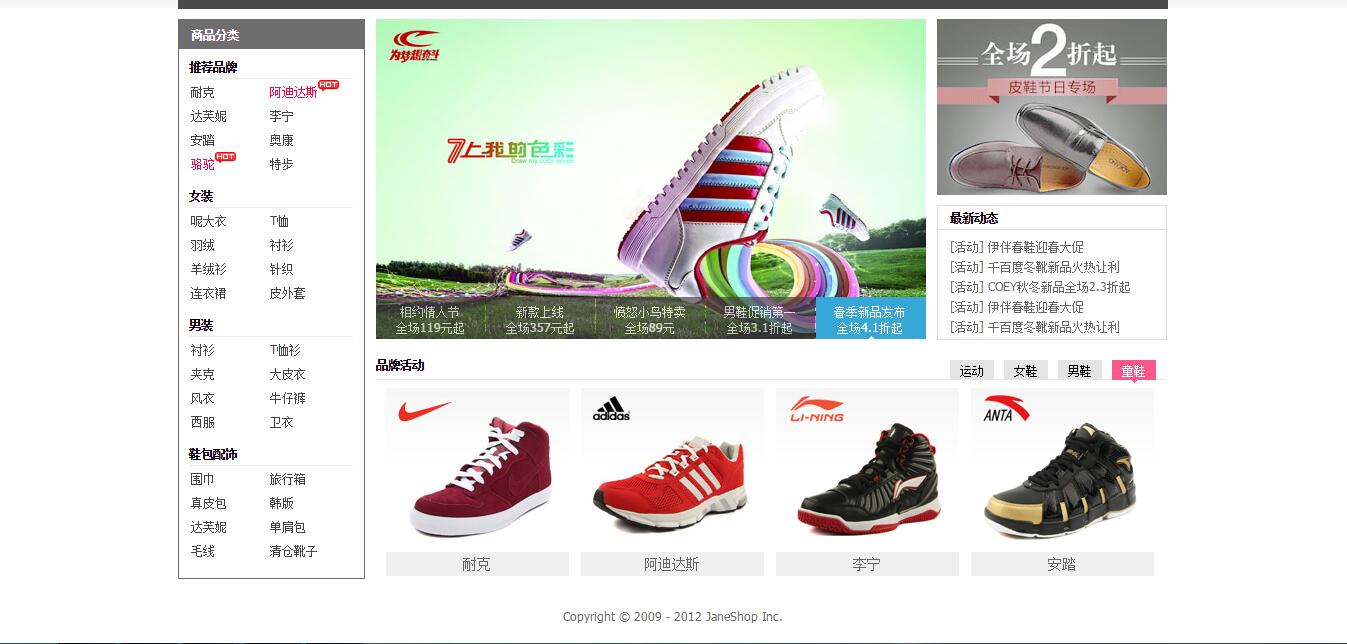 商品分类
推荐品牌
耐克 阿迪达斯 HOT
达芙妮 李宁
安踏 奥康
骆驼 HOT 特步
女装
呢大衣 T恤
羽绒 衬衫
羊绒衫 针织
连衣裙 皮外套
男装
衬衫 T恤衫
夹克 大皮衣
风衣 牛仔裤
西服 卫衣
鞋包配饰
围巾 旅行箱
真皮包 韩版
达芙妮 单肩包
毛线 清仓靴子
为梦想奋斗
7上我的色彩
Draw my color street
相约情人节
全场119元起
新款上线
全场357元起
愤怒小鸟特卖
全场89元
男鞋促销第一
全场3.1折起
春季新品发布
全场4.1折起
全场2折起
皮鞋节日专场
最新动态
[活动] 伊伴春鞋迎春大促
[活动] 千百度冬靴新品火热让利
[活动] COEY秋冬新品全场2.3折起
[活动] 伊伴春鞋迎春大促
[活动] 千百度冬靴新品火热让利
品牌活动
运动 女鞋 男鞋 童鞋
adidas
LI-NING
ANTA
耐克
阿迪达斯
李宁
安踏
Copyright © 2009 - 2012 JaneShop Inc.